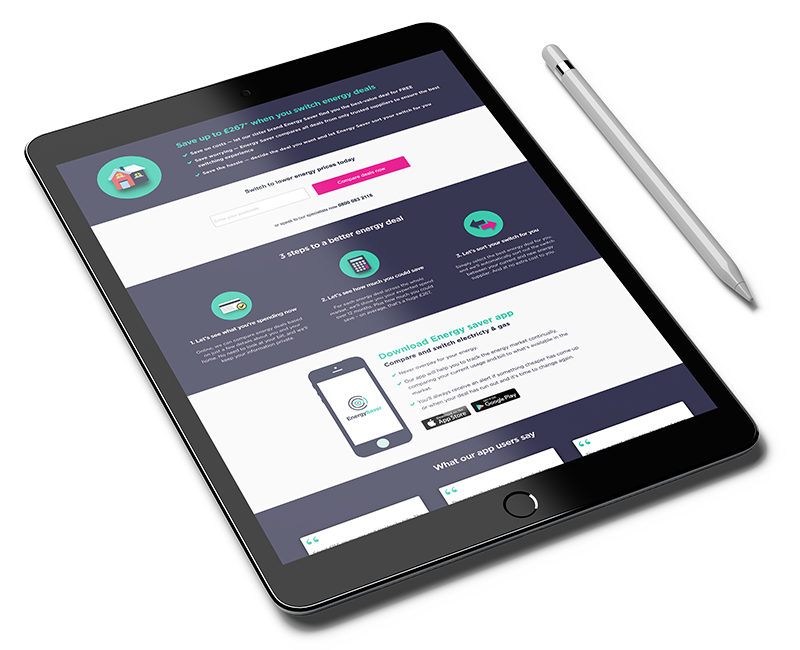 Save up to £267* when you switch energy deals
Save on costs — let our sister brand Energy Saver find you the best-value deal for FREE
Save worrying — Energy Saver compares all deals from only trusted suppliers to ensure the best
switching experience
Save the hassle — decide the deal you want and let Energy Saver sort your switch for you
Switch to lower energy prices today
Enter your postcode
Compare deals now
or speak to our specialists now 0800 083 2118
3 steps to a better energy deal
1. Let's see what you're spending now
Online, we can compare energy deals based
on just a few details about you and your
home. No need to look at your bill, and we'll
keep your information private.
2. Let's see how much you could save
For each energy deal across the whole
market, we'll show you your expected spend
over 12 months. Plus, how much you could
save – on average, that's a huge £267.
3. Let's sort your switch for you
Simply select the best energy deal for you,
and we'll automatically sort out the switch
between your current and new energy
supplier. And at no extra cost to you.
EnergySaver
Download Energy saver app
Compare and switch electricty & gas
Never overpay for your energy.
Our app will help you to track the energy market continually,
comparing your current usage and bill to what's available in the
market.
You'll always receive an alert if something cheaper has come up
or when your deal has run out and it's time to change again.
App Store
Google Play
What our app users say